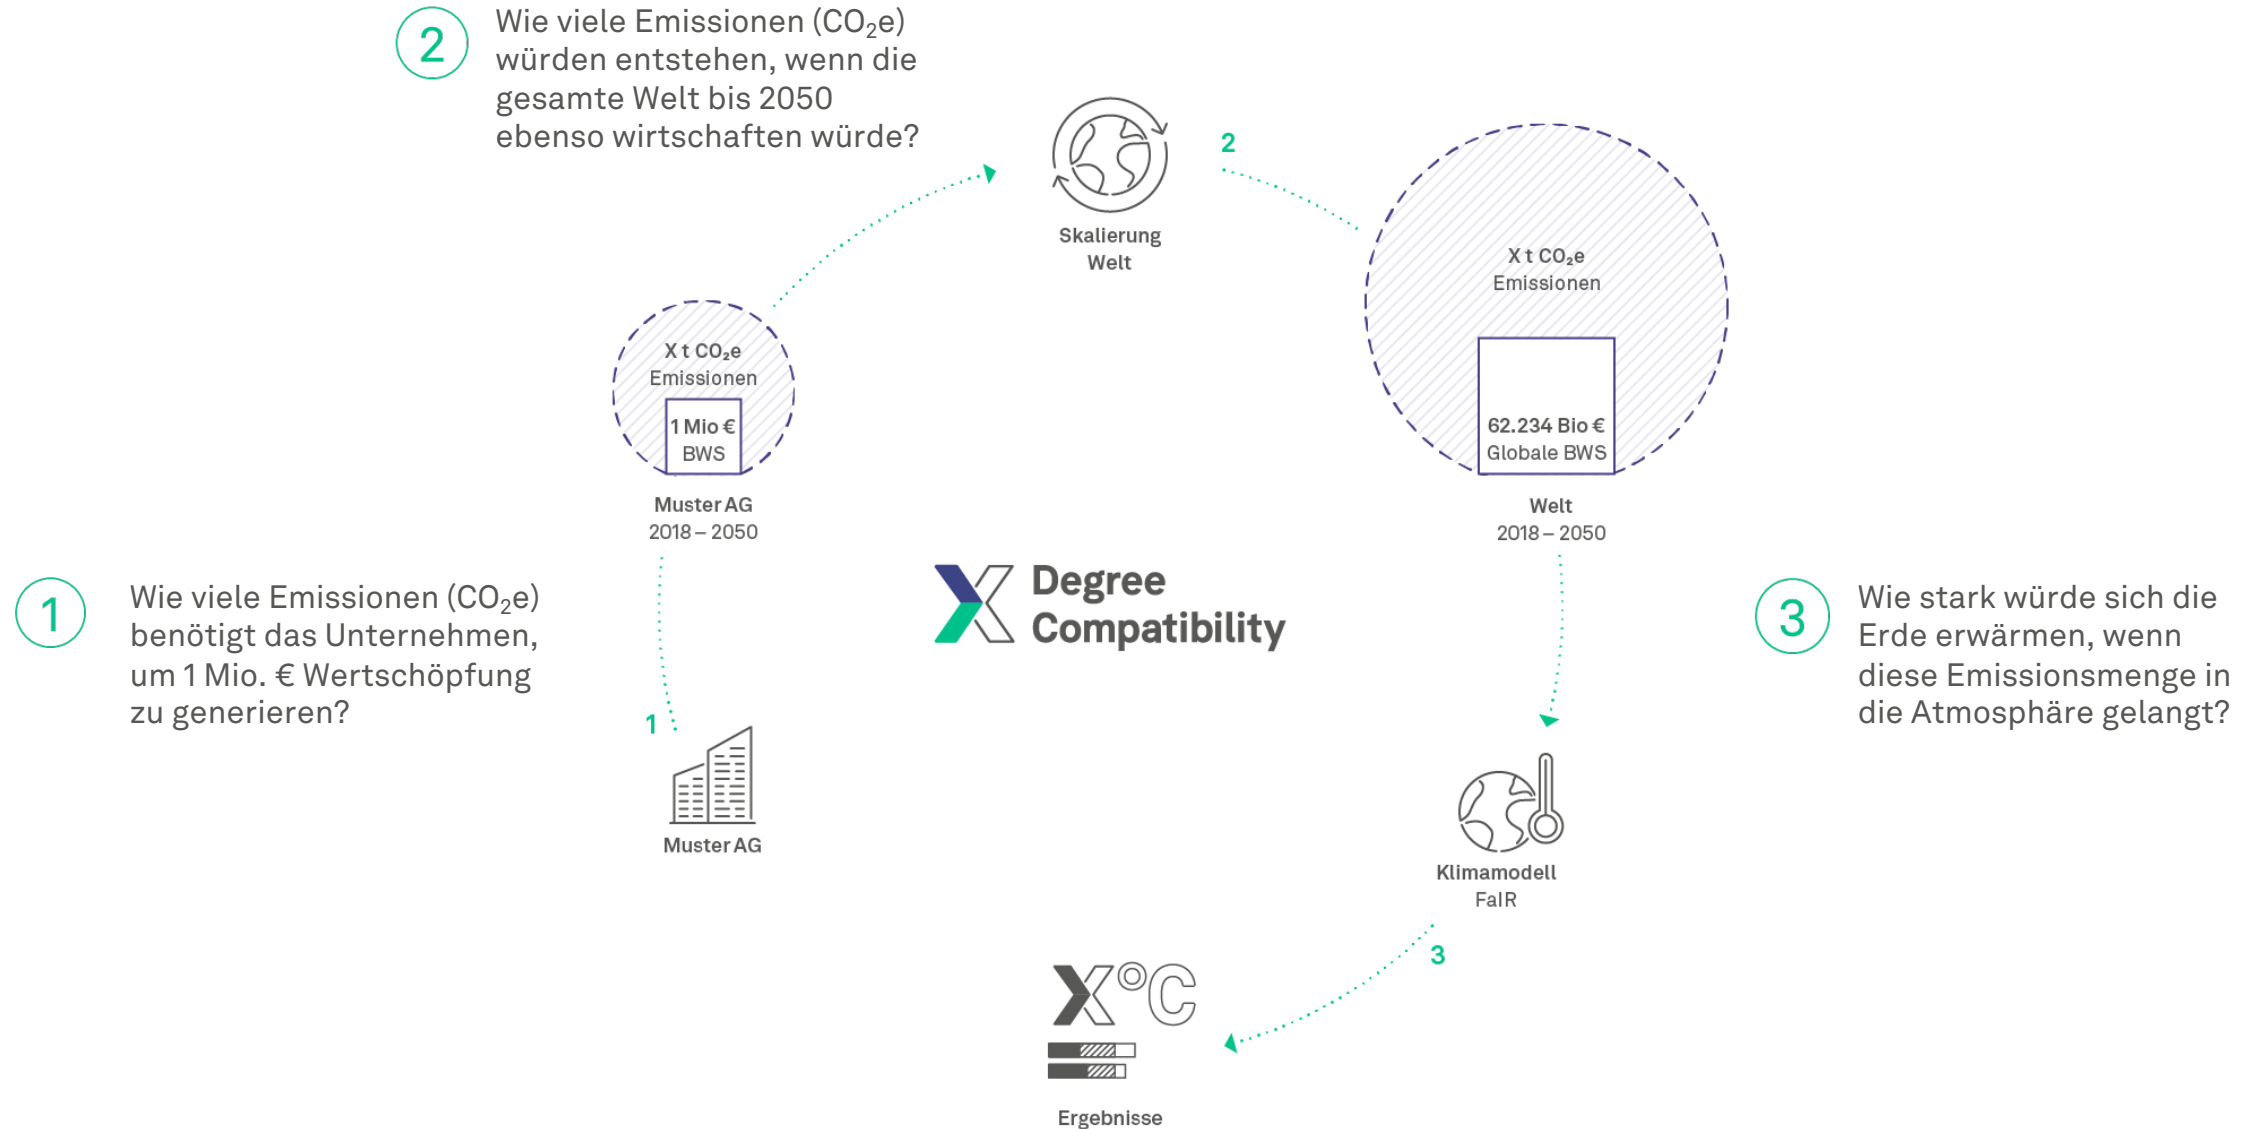 2
Wie viele Emissionen (CO₂e)
würden entstehen, wenn die
gesamte Welt bis 2050
ebenso wirtschaften würde?
Skalierung
Welt
2
X t CO₂e
Emissionen
62.234 Bio €
Globale BWS
Welt
2018 – 2050
X t CO₂e
Emissionen
1 Mio €
BWS
Muster AG
2018 – 2050
X Degree
Compatibility
1
Wie viele Emissionen (CO₂e)
benötigt das Unternehmen,
um 1 Mio. € Wertschöpfung
zu generieren?
1
Muster AG
3
Wie stark würde sich die
Erde erwärmen, wenn
diese Emissionsmenge in
die Atmosphäre gelangt?
Klimamodell
FaIR
3
X°C
Ergebnisse